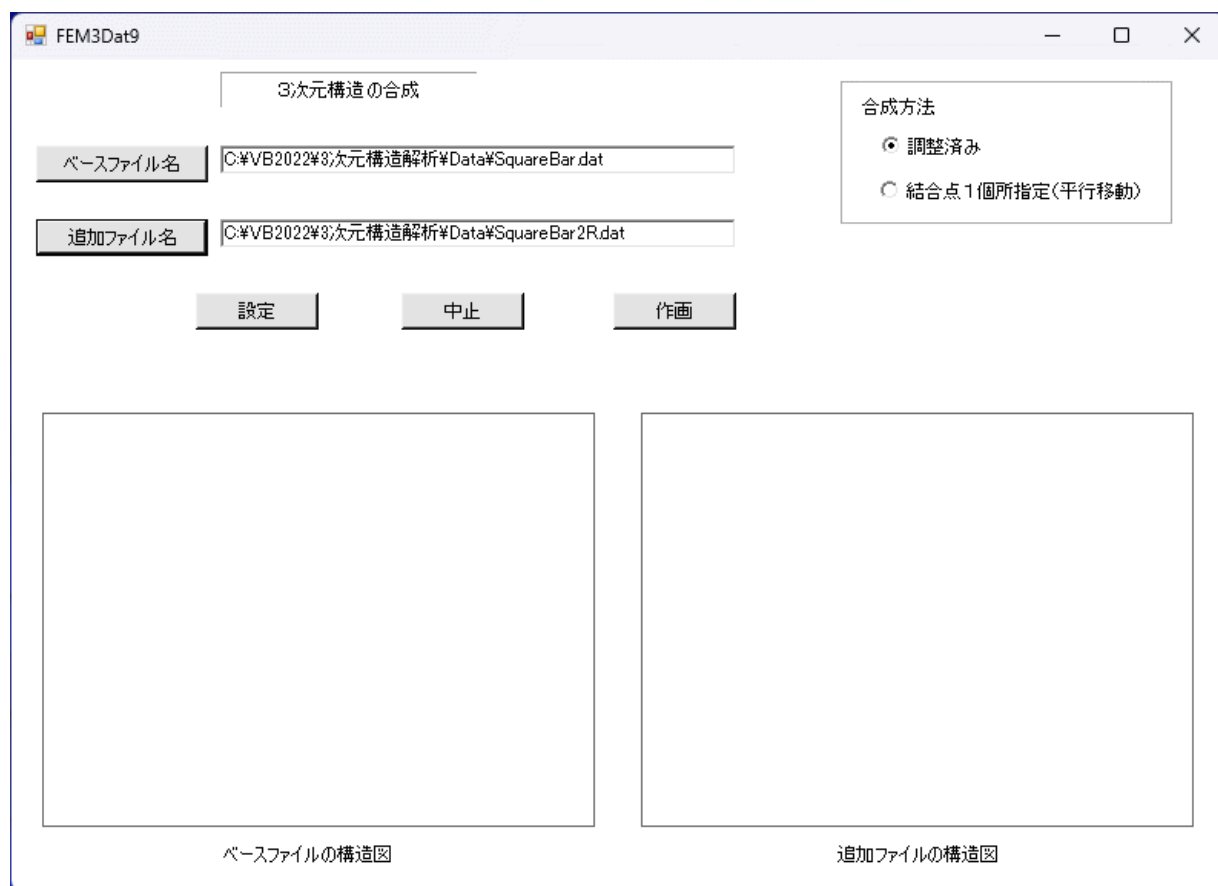 FEM3Dat9
3次元構造の合成
合成方法
調整済み
結合点1個所指定(平行移動)
ベースファイル名
C:¥VB2022¥3次元構造解析¥Data¥SquareBar.dat
追加ファイル名
C:¥VB2022¥3次元構造解析¥Data¥SquareBar2R.dat
設定
中止
作画
ベースファイルの構造図
追加ファイルの構造図